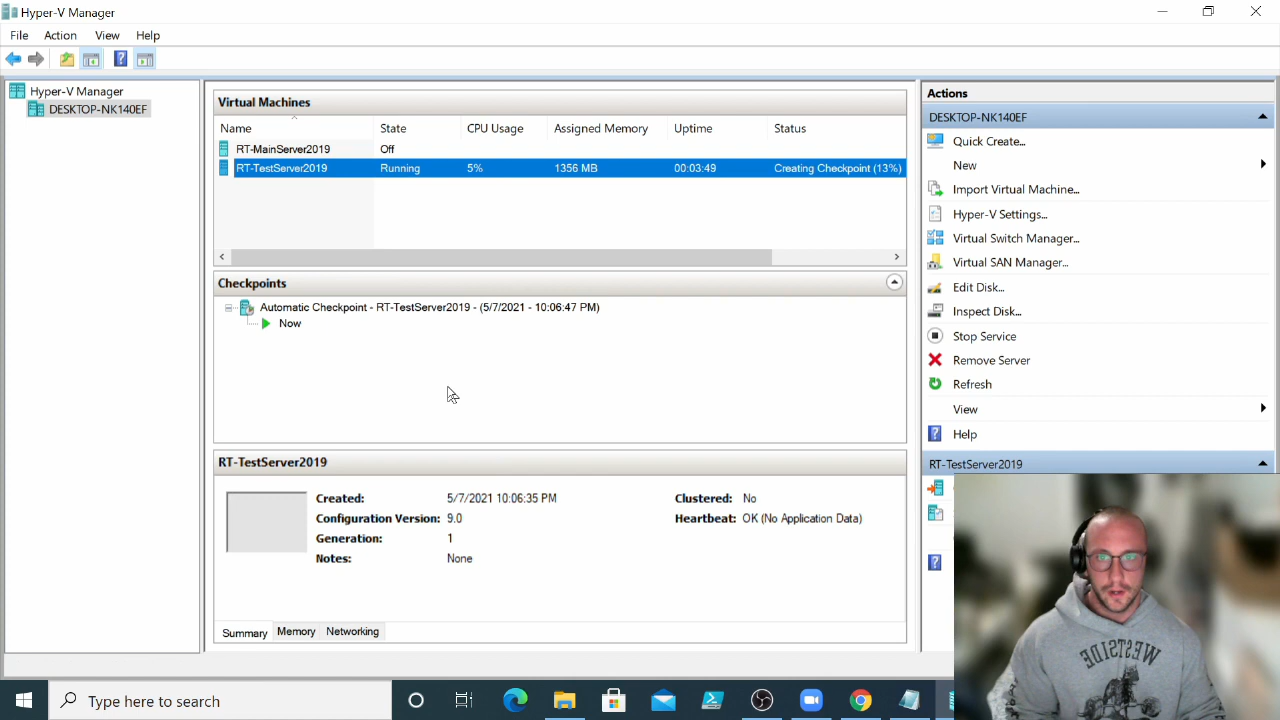 Hyper-V Manager
File Action View Help
Hyper-V Manager
DESKTOP-NK140EF
Virtual Machines
Name State CPU Usage Assigned Memory Uptime Status
RT-MainServer2019 Off
RT-TestServer2019 Running 5% 1356 MB 00:03:49 Creating Checkpoint (13%)
Checkpoints
Automatic Checkpoint - RT-TestServer2019 - (5/7/2021 - 10:06:47 PM)
Now
RT-TestServer2019
Created: 5/7/2021 10:06:35 PM Clustered: No
Configuration Version: 9.0 Heartbeat: OK (No Application Data)
Generation: 1
Notes: None
Summary Memory Networking
Actions
DESKTOP-NK140EF
Quick Create...
New
Import Virtual Machine...
Hyper-V Settings...
Virtual Switch Manager...
Virtual SAN Manager...
Edit Disk...
Inspect Disk...
Stop Service
Remove Server
Refresh
View
Help
RT-TestServer2019
WESTSIDE
Type here to search